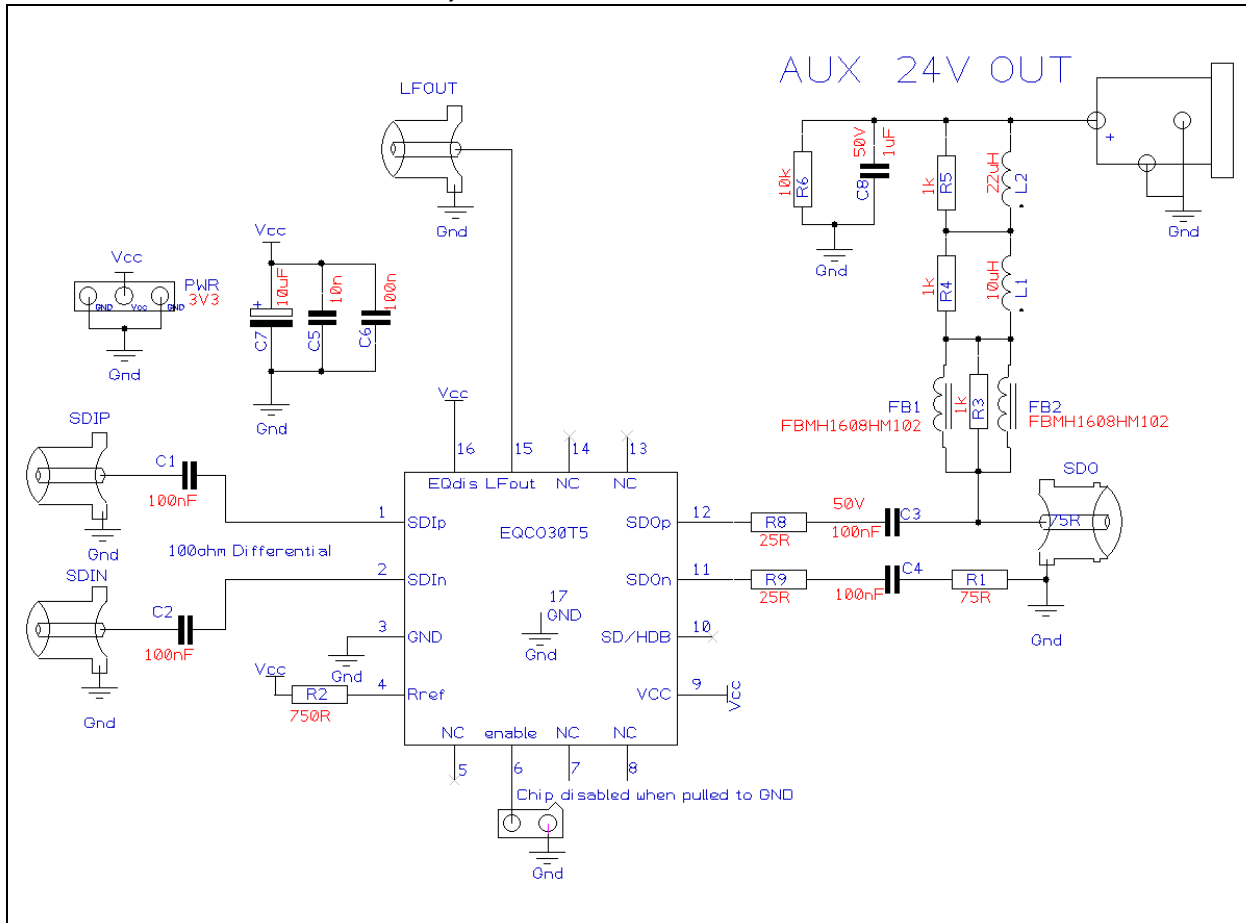 AUX 24V OUT
LFOUT
Gnd
+
Gnd
10k
R6
50V
1uF
C8
1k
R5
22uH
L2
Gnd
1k
R4
10uH
L1
Vcc
PWR
3V3
GND
Vcc
GND
Gnd
Vcc
+
10uF
C7
10n
C5
100n
C6
Gnd
FB1
FBMH1608HM102
1k
R3
FB2
FBMH1608HM102
SDIP
C1
100nF
Gnd
Vcc
16
15
14
13
EQdis
LFout
NC
NC
1
SDIp
EQCO30T5
SDOp
12
R8
25R
50V
100nF
C3
SDO
75R
100ohm Differential
SDIN
C2
100nF
Gnd
2
SDIn
SDOn
11
R9
25R
100nF
C4
R1
75R
Gnd
17
GND
Gnd
3
GND
Gnd
SD/HDB
10
Vcc
R2
750R
4
Rref
VCC
9
Vcc
NC
enable
NC
NC
5
6
7
8
Chip disabled when pulled to GND
Gnd